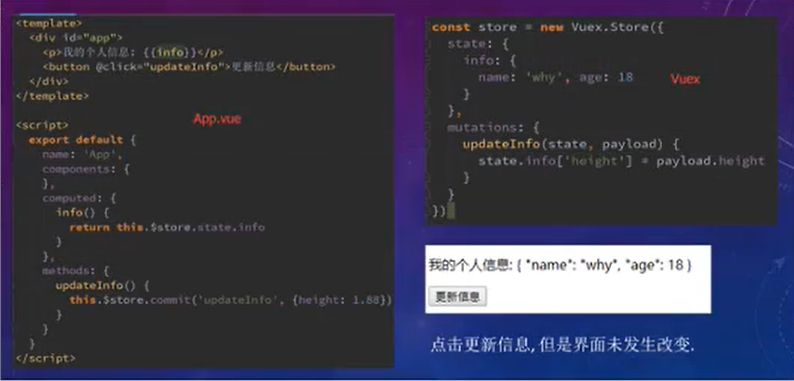 <template>
<div id="app">
<p>我的个人信息: {{info}}</p>
<button @click="updateInfo">更新信息</button>
</div>
</template>
<script>
App.vue
export default {
name: 'App',
components: {
},
computed: {
info() {
return this.$store.state.info
}
},
methods: {
updateInfo() {
this.$store.commit('updateInfo', {height: 1.88})
}
}
}
</script>
const store = new Vuex.Store({
state: {
info: {
name: 'why', age: 18
Vuex
}
},
mutations: {
updateInfo(state, payload) {
state.info['height'] = payload.height
}
}
})
我的个人信息: { "name": "why", "age": 18 }
更新信息
点击更新信息, 但是界面未发生改变.